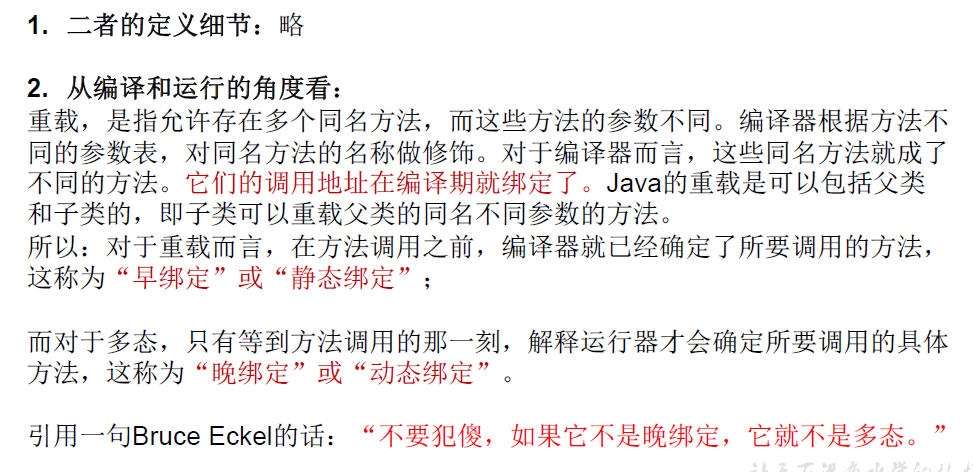 1. 二者的定义细节：略
2. 从编译和运行的角度看：
重载，是指允许存在多个同名方法，而这些方法的参数不同。编译器根据方法不
同的参数表，对同名方法的名称做修饰。对于编译器而言，这些同名方法就成了
不同的方法。它们的调用地址在编译期就绑定了。Java的重载是可以包括父类
和子类的，即子类可以重载父类的同名不同参数的方法。
所以：对于重载而言，在方法调用之前，编译器就已经确定了所要调用的方法，
这称为“早绑定”或“静态绑定”；
而对于多态，只有等到方法调用的那一刻，解释运行器才会确定所要调用的具体
方法，这称为“晚绑定”或“动态绑定”。
引用一句Bruce Eckel的话：“不要犯傻，如果它不是晚绑定，它就不是多态。”